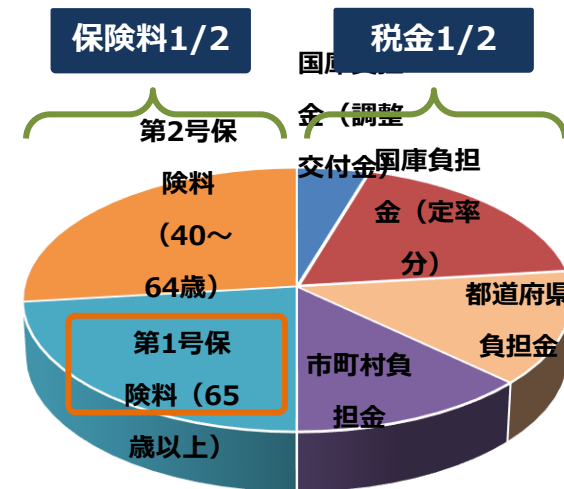 保険料1/2
税金1/2
国庫負担
金（調整
交付金）
国庫負担
金（定率
分）
都道府県
負担金
市町村負
担金
第2号保
険料
（40～
64歳）
第1号保
険料（65
歳以上）